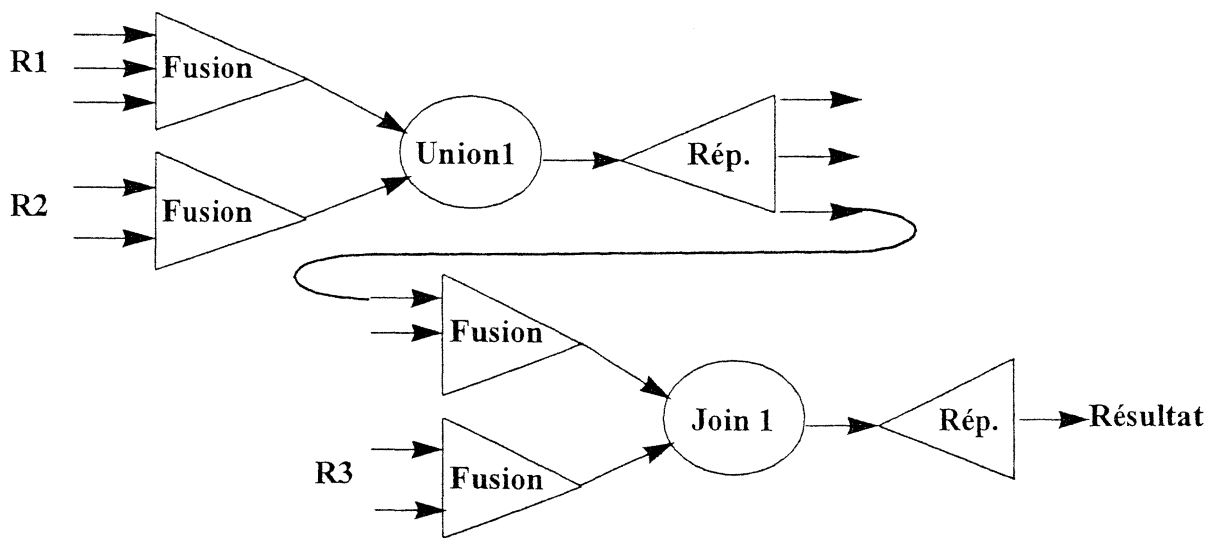 R1
Fusion
Union1
Rép.
R2
Fusion
Fusion
Join 1
Rép.
Résultat
R3
Fusion